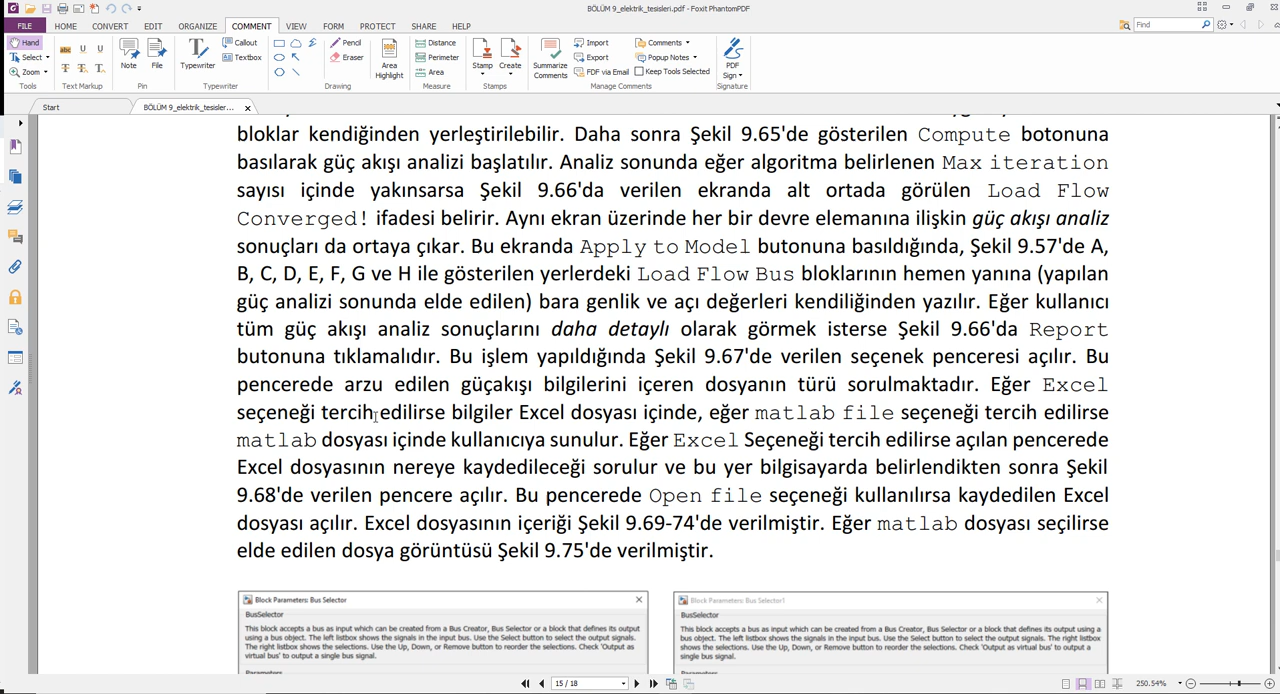 BÖLÜM 9_elektrik_tesisleri.pdf - Foxit PhantomPDF
FILE HOME CONVERT EDIT ORGANIZE COMMENT VIEW FORM PROTECT SHARE HELP
Find
Hand
Select
Zoom
Tools
Text Markup
Note
File
Pin
Typewriter
Callout
Textbox
Typewriter
Pencil
Eraser
Drawing
Area
Highlight
Distance
Perimeter
Area
Measure
Stamp
Create
Stamps
Summarize
Comments
Import
Export
FDF via Email
Comments
Popup Notes
Keep Tools Selected
Manage Comments
PDF
Sign
Signature
Start
BÖLÜM 9_elektrik_tesisler...
bloklar kendiğinden yerleştirilebilir. Daha sonra Şekil 9.65'de gösterilen Compute botonuna
basılarak güç akışı analizi başlatılır. Analiz sonunda eğer algoritma belirlenen Max iteration
sayısı içinde yakınsarsa Şekil 9.66'da verilen ekranda alt ortada görülen Load Flow
Converged! ifadesi belirir. Aynı ekran üzerinde her bir devre elemanına ilişkin güç akışı analiz
sonuçları da ortaya çıkar. Bu ekranda Apply to Model butonuna basıldığında, Şekil 9.57'de A,
B, C, D, E, F, G ve H ile gösterilen yerlerdeki Load Flow Bus bloklarının hemen yanına (yapılan
güç analizi sonunda elde edilen) bara genlik ve açı değerleri kendiliğinden yazılır. Eğer kullanıcı
tüm güç akışı analiz sonuçlarını daha detaylı olarak görmek isterse Şekil 9.66'da Report
butonuna tıklamalıdır. Bu işlem yapıldığında Şekil 9.67'de verilen seçenek penceresi açılır. Bu
pencerede arzu edilen güçakışı bilgilerini içeren dosyanın türü sorulmaktadır. Eğer Excel
seçeneği tercih edilirse bilgiler Excel dosyası içinde, eğer matlab file seçeneği tercih edilirse
matlab dosyası içinde kullanıcıya sunulur. Eğer Excel Seçeneği tercih edilirse açılan pencerede
Excel dosyasının nereye kaydedileceği sorulur ve bu yer bilgisayarda belirlendikten sonra Şekil
9.68'de verilen pencere açılır. Bu pencerede Open file seçeneği kullanılırsa kaydedilen Excel
dosyası açılır. Excel dosyasının içeriği Şekil 9.69-74'de verilmiştir. Eğer matlab dosyası seçilirse
elde edilen dosya görüntüsü Şekil 9.75'de verilmiştir.
Block Parameters: Bus Selector
BusSelector
This block accepts a bus as input which can be created from a Bus Creator, Bus Selector or a block that defines its output
using a bus object. The left listbox shows the signals in the input bus. Use the Select button to select the output signals.
The right listbox shows the selections. Use the Up, Down, or Remove button to reorder the selections. Check 'Output as
virtual bus' to output a single bus signal.
Parameters
Block Parameters: Bus Selector1
BusSelector
This block accepts a bus as input which can be created from a Bus Creator, Bus Selector or a block that defines its output using a
bus object. The left listbox shows the signals in the input bus. Use the Select button to select the output signals. The right listbox
shows the selections. Use the Up, Down, or Remove button to reorder the selections. Check 'Output as virtual bus' to output a
single bus signal.
Parameters
15 / 18
250.54%